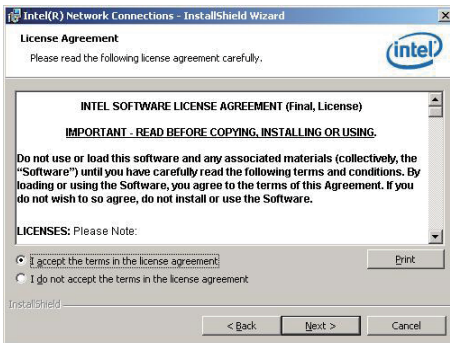 Intel(R) Network Connections - InstallShield Wizard
License Agreement
Please read the following license agreement carefully.
intel
INTEL SOFTWARE LICENSE AGREEMENT (Final, License)
IMPORTANT - READ BEFORE COPYING, INSTALLING OR USING.
Do not use or load this software and any associated materials (collectively, the
"Software") until you have carefully read the following terms and conditions. By
loading or using the Software, you agree to the terms of this Agreement. If you
do not wish to so agree, do not install or use the Software.
LICENSES: Please Note:
I accept the terms in the license agreement
Print
I do not accept the terms in the license agreement
InstallShield
< Back
Next >
Cancel